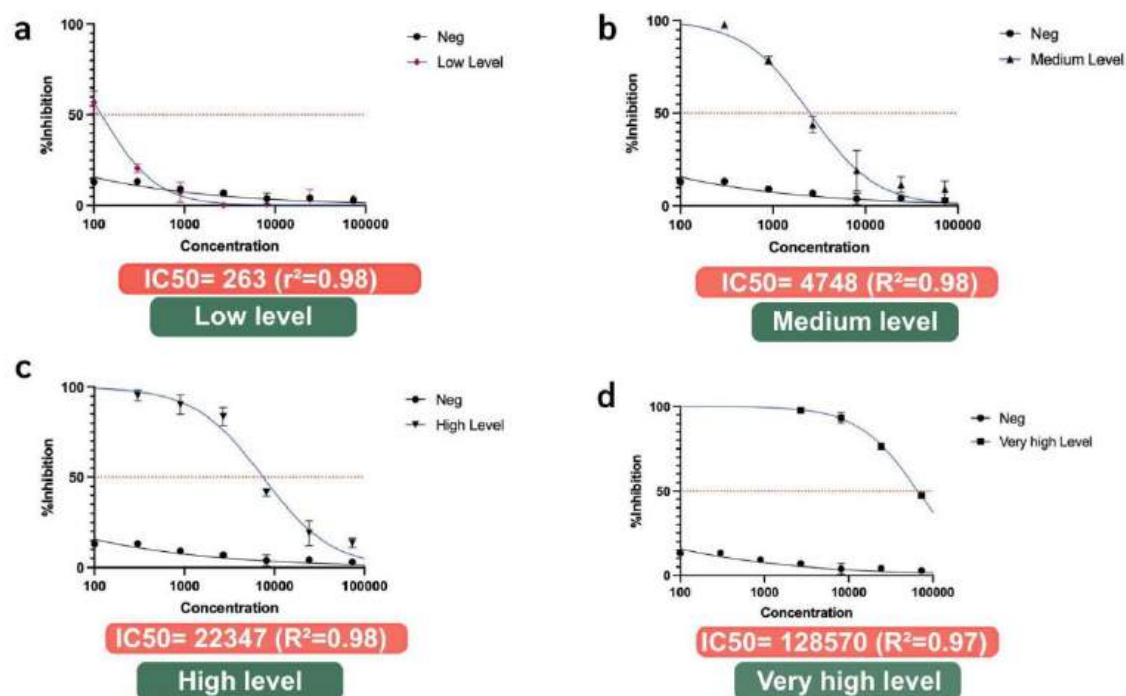 a
100
50
0
%Inhibition
Neg
Low Level
100
1000
10000
100000
Concentration
IC50= 263 (r²=0.98)
Low level
b
100
50
0
%Inhibition
Neg
Medium Level
100
1000
10000
100000
Concentration
IC50= 4748 (R²=0.98)
Medium level
c
100
50
0
%Inhibition
Neg
High Level
100
1000
10000
100000
Concentration
IC50= 22347 (R²=0.98)
High level
d
100
50
0
%Inhibition
Neg
Very high Level
100
1000
10000
100000
Concentration
IC50= 128570 (R²=0.97)
Very high level